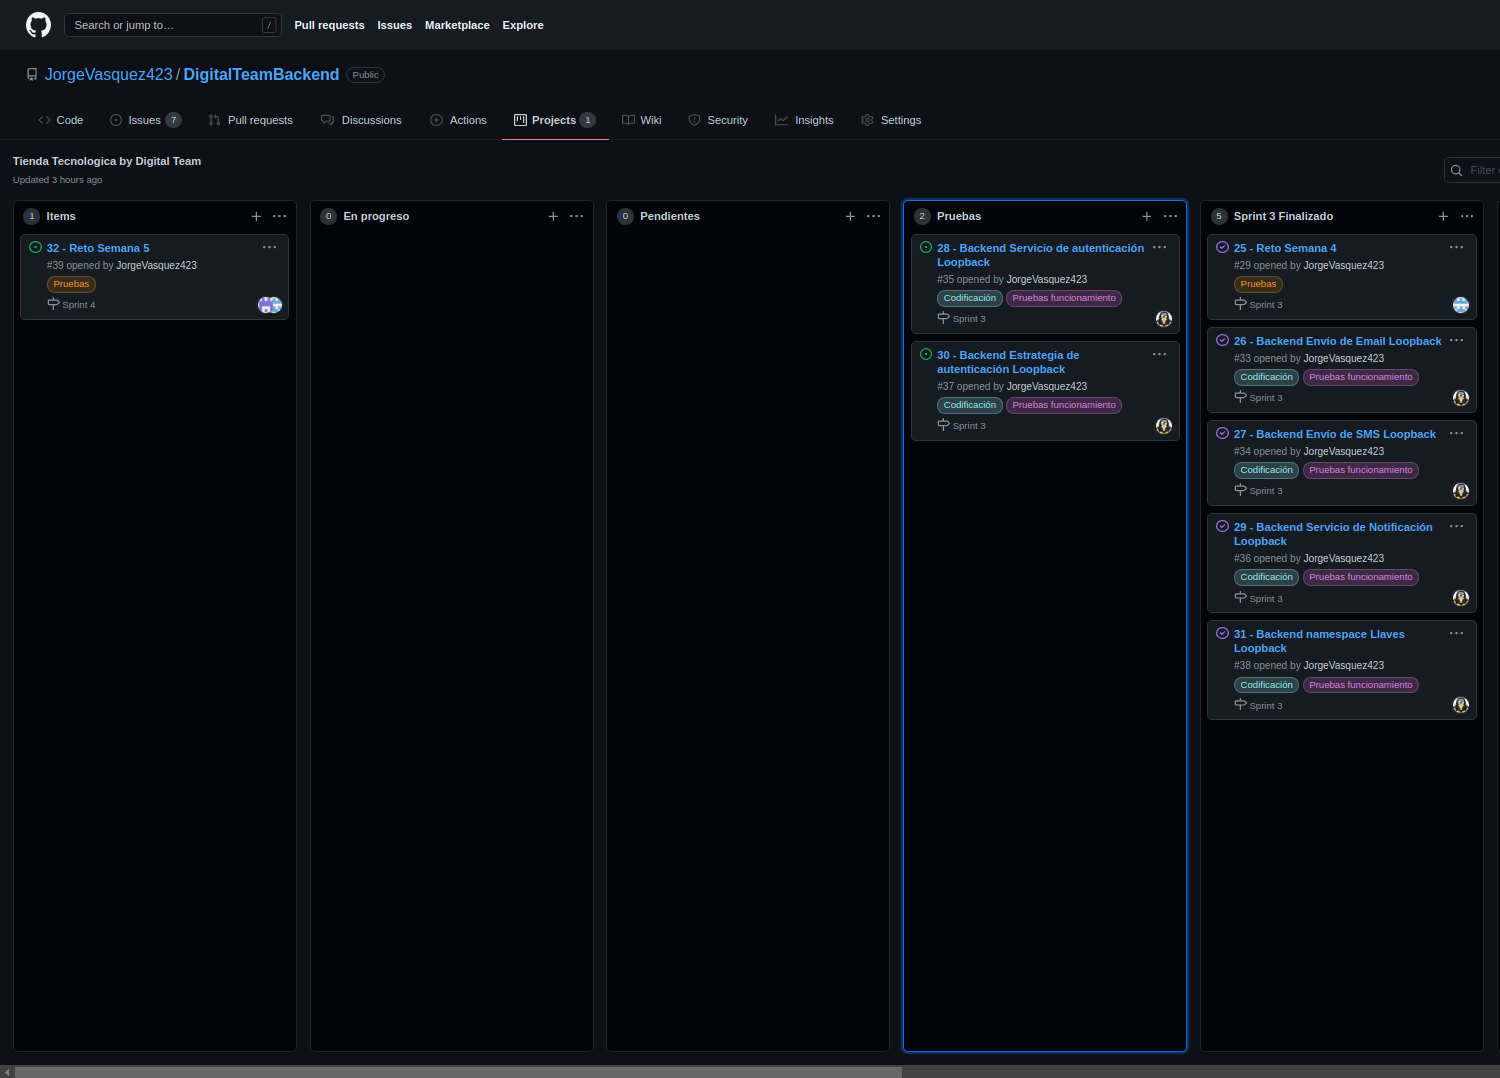 Search or jump to…
/
Pull requests
Issues
Marketplace
Explore
JorgeVasquez423 / DigitalTeamBackend
Public
Code
Issues 7
Pull requests
Discussions
Actions
Projects 1
Wiki
Security
Insights
Settings
Tienda Tecnologica by Digital Team
Updated 3 hours ago
Filter
1 Items
32 - Reto Semana 5
#39 opened by JorgeVasquez423
Pruebas
Sprint 4
0 En progreso
0 Pendientes
2 Pruebas
28 - Backend Servicio de autenticación
Loopback
#35 opened by JorgeVasquez423
Codificación Pruebas funcionamiento
Sprint 3
30 - Backend Estrategia de
autenticación Loopback
#37 opened by JorgeVasquez423
Codificación Pruebas funcionamiento
Sprint 3
5 Sprint 3 Finalizado
25 - Reto Semana 4
#29 opened by JorgeVasquez423
Pruebas
Sprint 3
26 - Backend Envío de Email Loopback
#33 opened by JorgeVasquez423
Codificación Pruebas funcionamiento
Sprint 3
27 - Backend Envío de SMS Loopback
#34 opened by JorgeVasquez423
Codificación Pruebas funcionamiento
Sprint 3
29 - Backend Servicio de Notificación
Loopback
#36 opened by JorgeVasquez423
Codificación Pruebas funcionamiento
Sprint 3
31 - Backend namespace Llaves
Loopback
#38 opened by JorgeVasquez423
Codificación Pruebas funcionamiento
Sprint 3